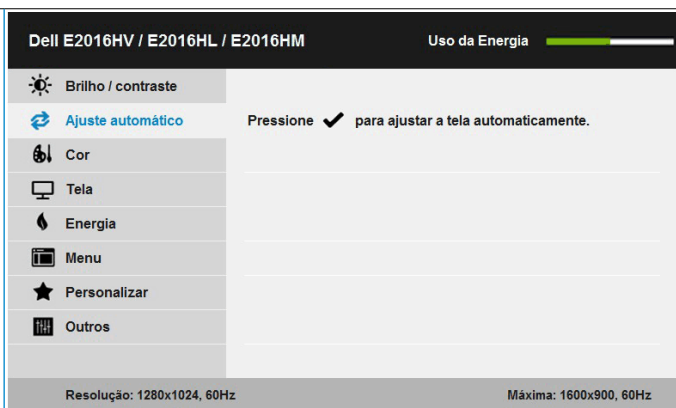 Dell E2016HV / E2016HL / E2016HM Uso da Energia
Brilho / contraste
Ajuste automático Pressione ✔ para ajustar a tela automaticamente.
Cor
Tela
Energia
Menu
Personalizar
Outros
Resolução: 1280x1024, 60Hz Máxima: 1600x900, 60Hz